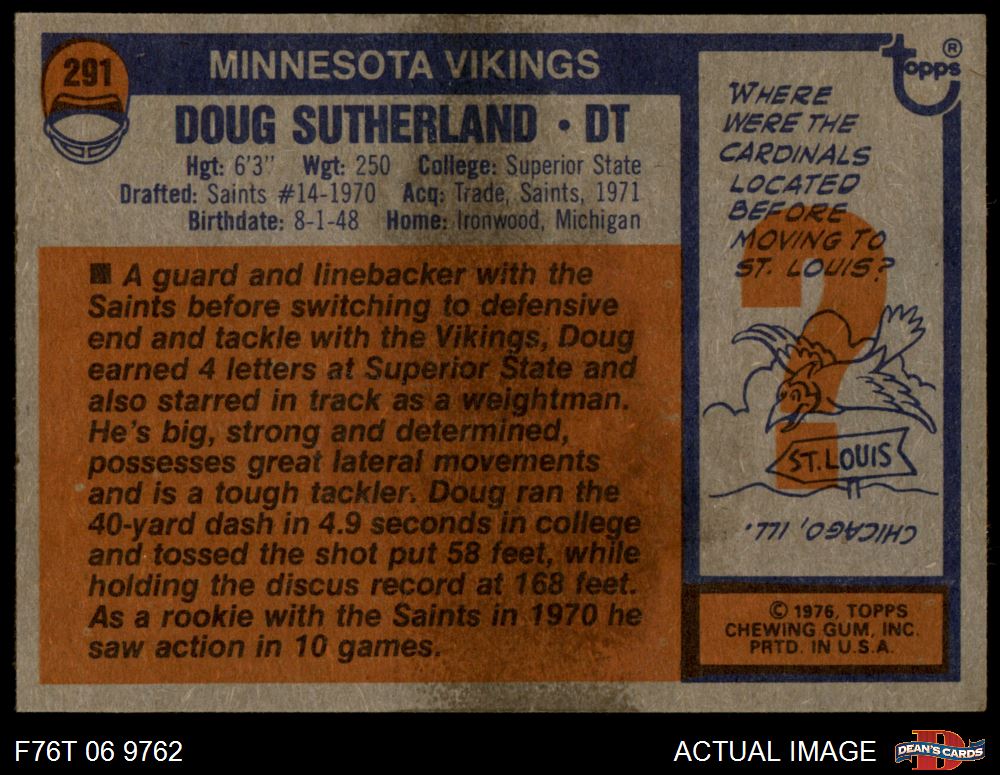 291
MINNESOTA VIKINGS
DOUG SUTHERLAND • DT
Hgt: 6'3" Wgt: 250 College: Superior State
Drafted: Saints #14-1970 Acq: Trade, Saints, 1971
Birthdate: 8-1-48 Home: Ironwood, Michigan
■ A guard and linebacker with the
Saints before switching to defensive
end and tackle with the Vikings, Doug
earned 4 letters at Superior State and
also starred in track as a weightman.
He's big, strong and determined,
possesses great lateral movements
and is a tough tackler. Doug ran the
40-yard dash in 4.9 seconds in college
and tossed the shot put 58 feet, while
holding the discus record at 168 feet.
As a rookie with the Saints in 1970 he
saw action in 10 games.
topps ®
WHERE
WERE THE
CARDINALS
LOCATED
BEFORE
MOVING TO
ST. LOUIS?
?
ST. LOUIS
CHICAGO, ILL.
© 1976, TOPPS
CHEWING GUM, INC.
PRTD. IN U.S.A.
F76T 06 9762
ACTUAL IMAGE
D
DEAN'S CARDS